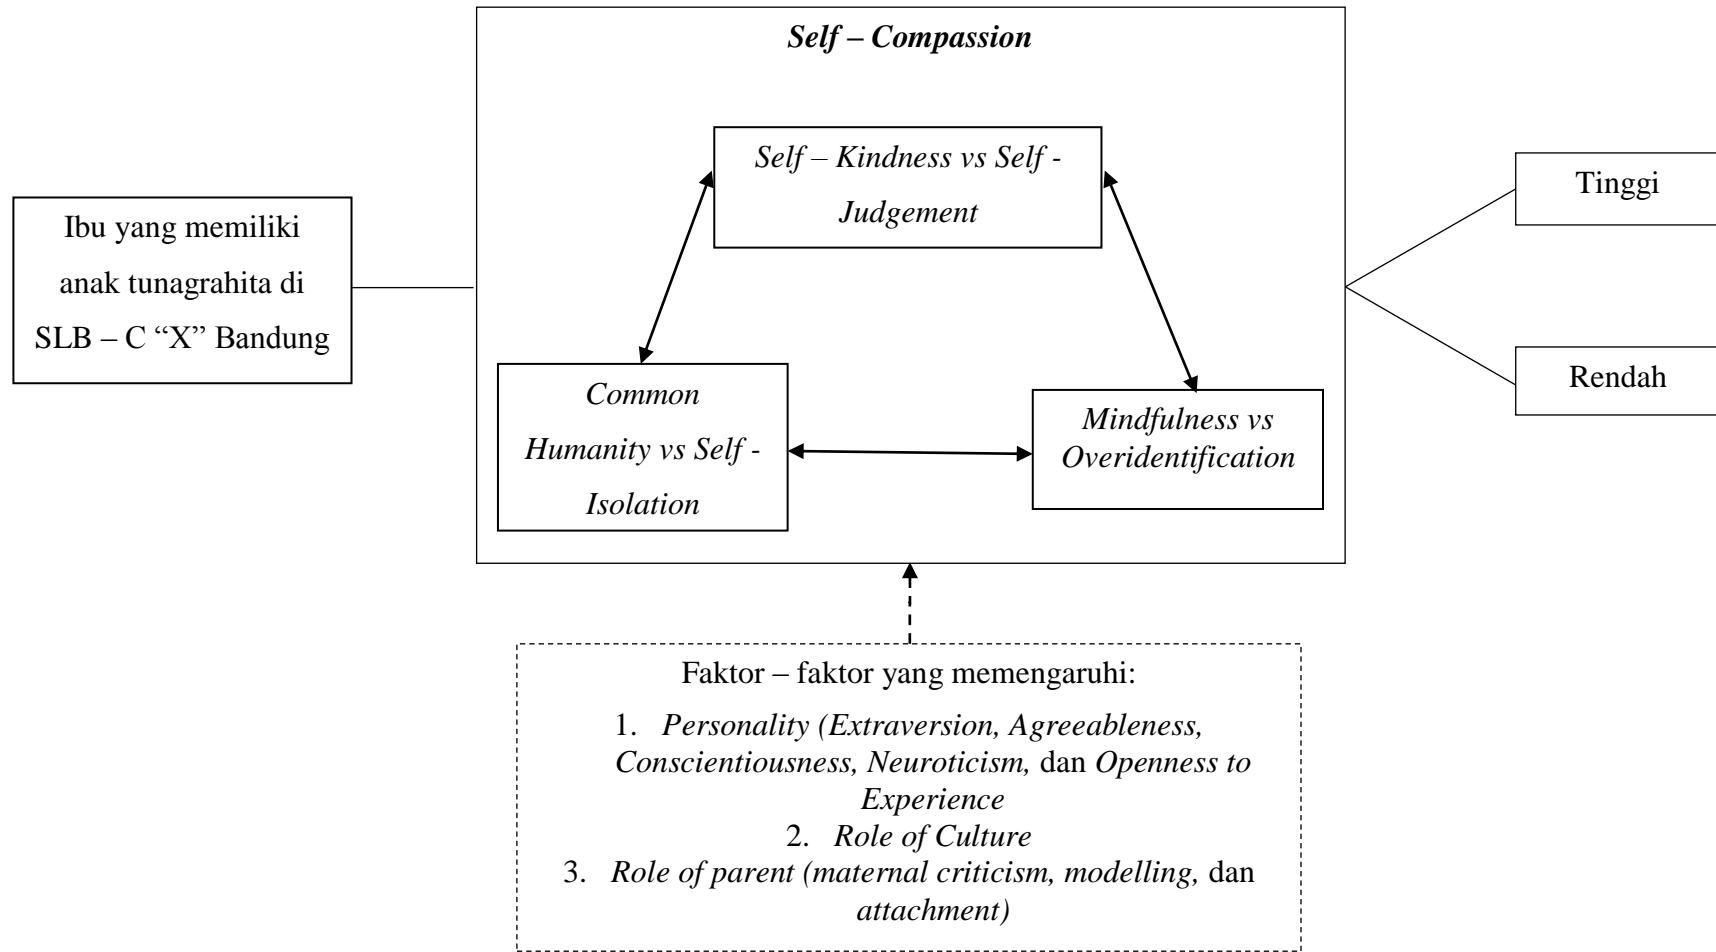 Self – Compassion
Self – Kindness vs Self -
Judgement
Ibu yang memiliki
anak tunagrahita di
SLB – C “X” Bandung
Common
Humanity vs Self -
Isolation
Mindfulness vs
Overidentification
Tinggi
Rendah
Faktor – faktor yang memengaruhi:
1. Personality (Extraversion, Agreeableness,
Conscientiousness, Neuroticism, dan Openness to
Experience
2. Role of Culture
3. Role of parent (maternal criticism, modelling, dan
attachment)